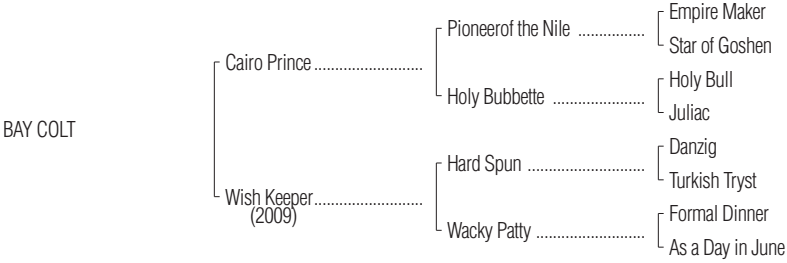 Empire Maker
Pioneerof the Nile ................
Star of Goshen
Cairo Prince ..........................
Holy Bull
Holy Bubbette ......................
Juliac
BAY COLT
Danzig
Hard Spun ............................
Turkish Tryst
Wish Keeper..........................
(2009)
Formal Dinner
Wacky Patty ..........................
As a Day in June